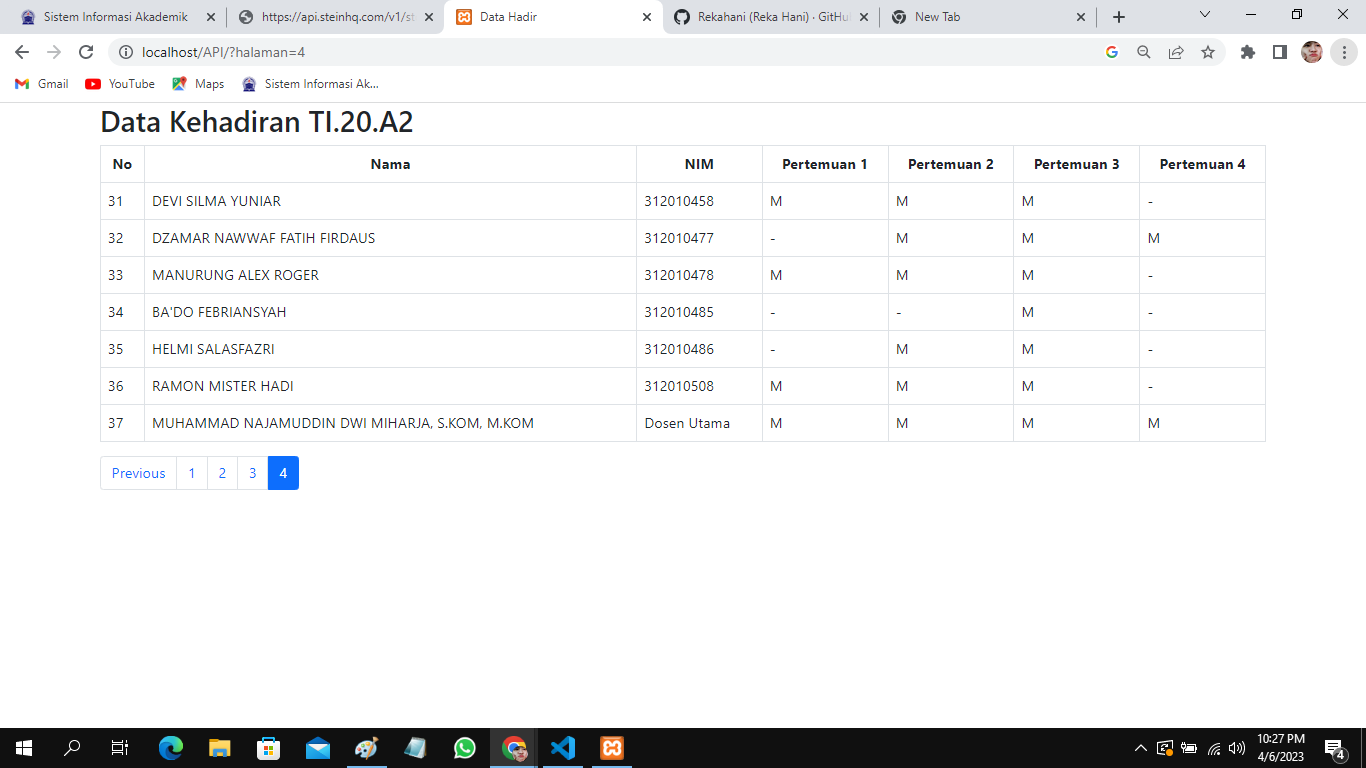 Sistem Informasi Akademik
https://api.steinhq.com/v1/st
Data Hadir
Rekahani (Reka Hani) · GitHu
New Tab
localhost/API/?halaman=4
Gmail YouTube Maps Sistem Informasi Ak...
Data Kehadiran TI.20.A2
No Nama NIM Pertemuan 1 Pertemuan 2 Pertemuan 3 Pertemuan 4
31 DEVI SILMA YUNIAR 312010458 M M M -
32 DZAMAR NAWWAF FATIH FIRDAUS 312010477 - M M M
33 MANURUNG ALEX ROGER 312010478 M M M -
34 BA'DO FEBRIANSYAH 312010485 - - M -
35 HELMI SALASFAZRI 312010486 - M M -
36 RAMON MISTER HADI 312010508 M M M -
37 MUHAMMAD NAJAMUDDIN DWI MIHARJA, S.KOM, M.KOM Dosen Utama M M M M
Previous 1 2 3 4
10:27 PM
4/6/2023
4